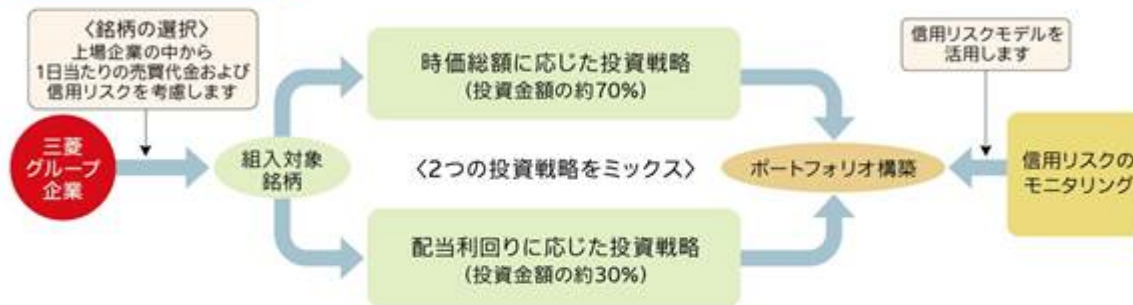 〈銘柄の選択〉
上場企業の中から
1日当たりの売買代金および
信用リスクを考慮します
三菱
グループ
企業
組入対象
銘柄
時価総額に応じた投資戦略
(投資金額の約70%)
〈2つの投資戦略をミックス〉
配当利回りに応じた投資戦略
(投資金額の約30%)
ポートフォリオ構築
信用リスクモデルを
活用します
信用リスクの
モニタリング